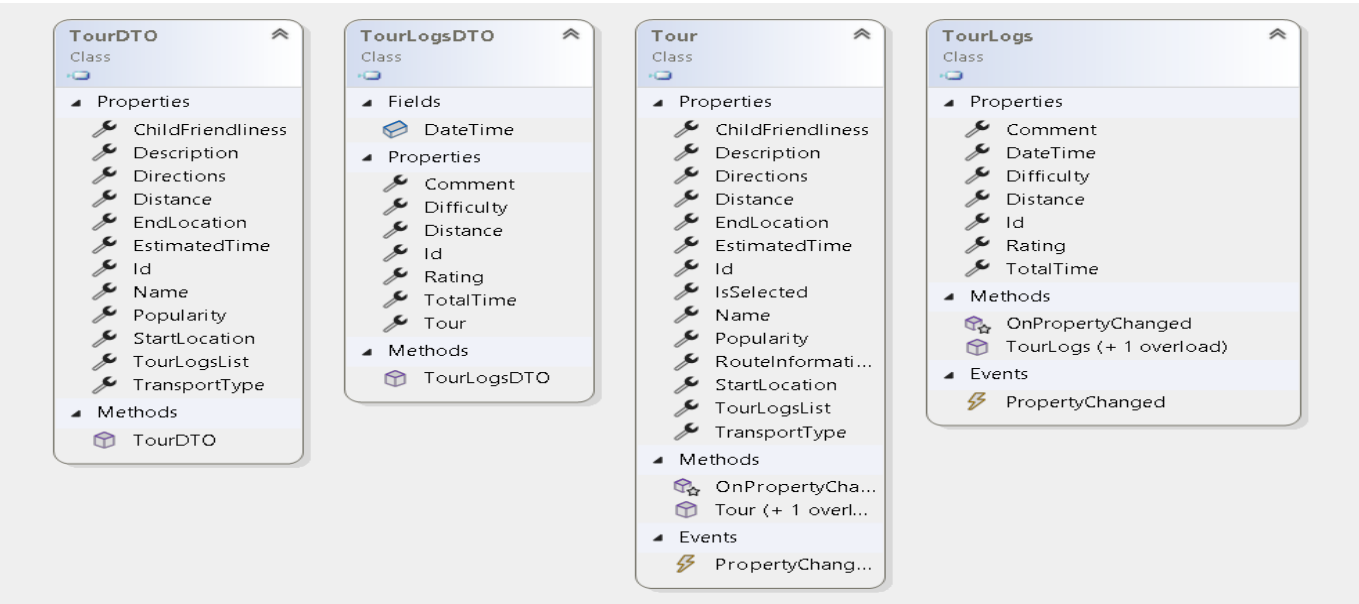 TourDTO
Class
Properties
ChildFriendliness
Description
Directions
Distance
EndLocation
EstimatedTime
Id
Name
Popularity
StartLocation
TourLogsList
TransportType
Methods
TourDTO
TourLogsDTO
Class
Fields
DateTime
Properties
Comment
Difficulty
Distance
Id
Rating
TotalTime
Tour
Methods
TourLogsDTO
Tour
Class
Properties
ChildFriendliness
Description
Directions
Distance
EndLocation
EstimatedTime
Id
IsSelected
Name
Popularity
RouteInformati...
StartLocation
TourLogsList
TransportType
Methods
OnPropertyCha...
Tour (+ 1 overl...
Events
PropertyChang...
TourLogs
Class
Properties
Comment
DateTime
Difficulty
Distance
Id
Rating
TotalTime
Methods
OnPropertyChanged
TourLogs (+ 1 overload)
Events
PropertyChanged